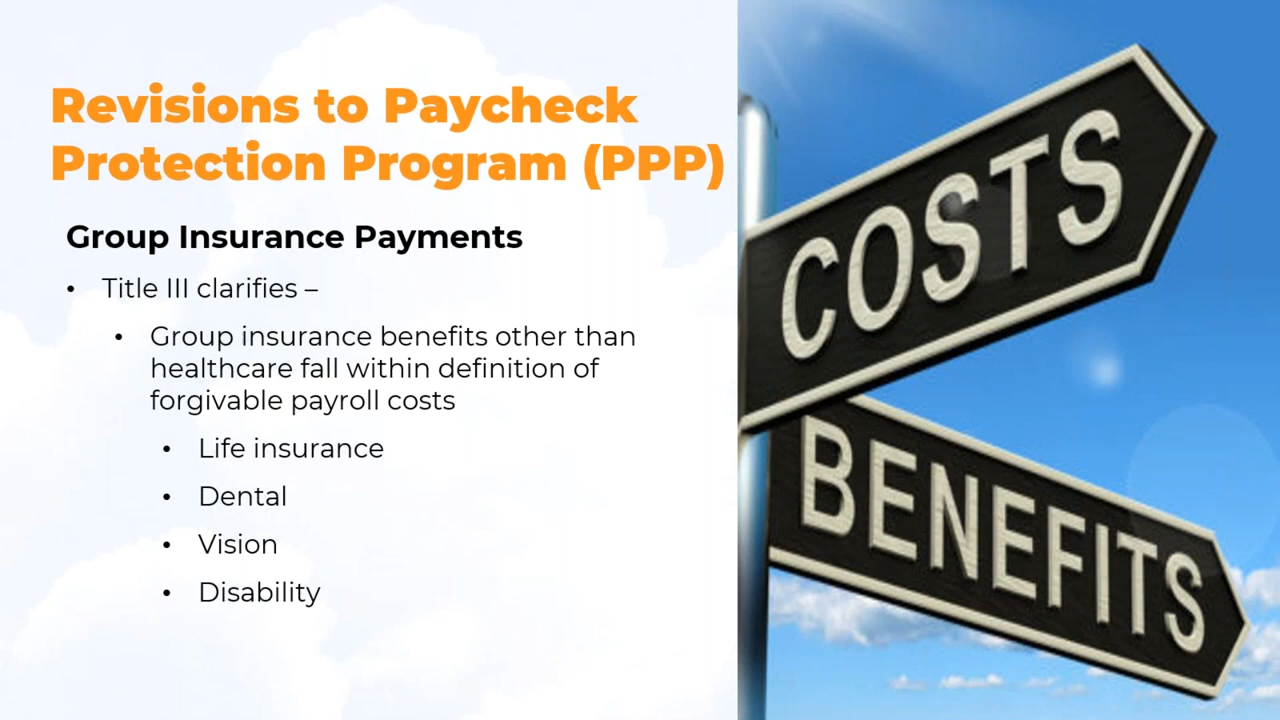 Revisions to Paycheck
Protection Program (PPP)
Group Insurance Payments
• Title III clarifies –
• Group insurance benefits other than
healthcare fall within definition of
forgivable payroll costs
• Life insurance
• Dental
• Vision
• Disability
COSTS
BENEFITS